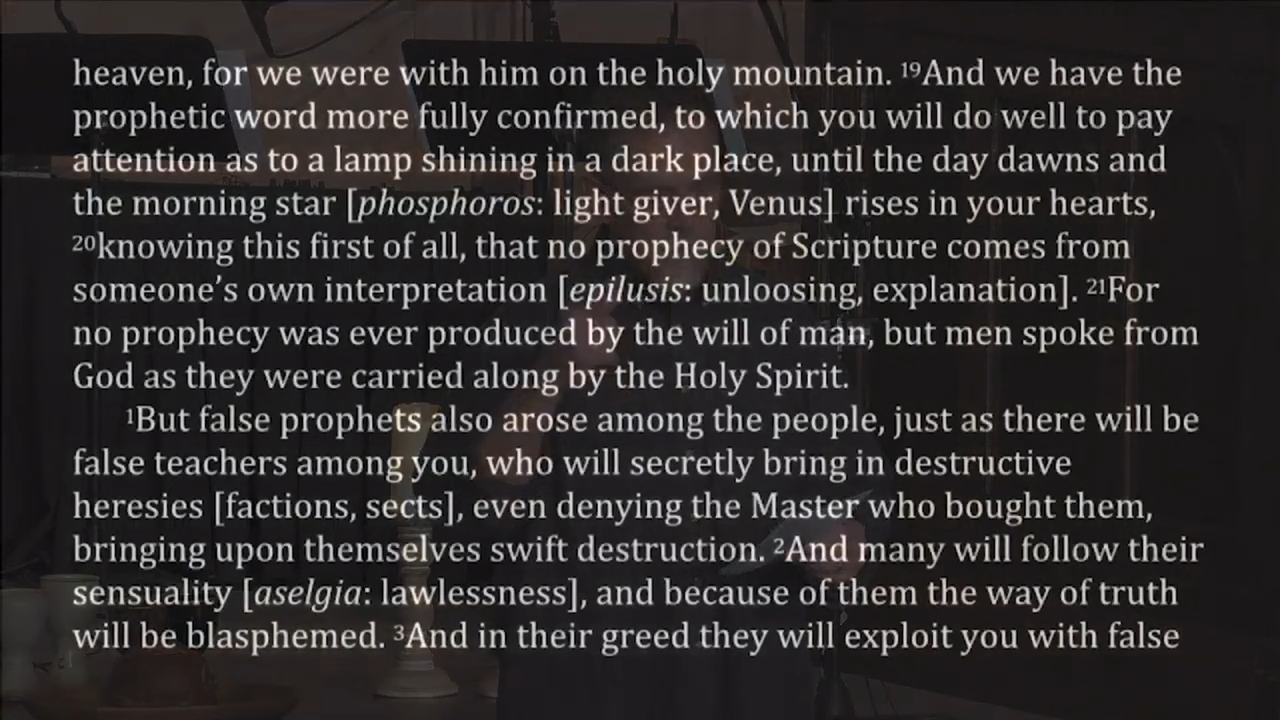 heaven, for we were with him on the holy mountain. ¹⁹And we have the
prophetic word more fully confirmed, to which you will do well to pay
attention as to a lamp shining in a dark place, until the day dawns and
the morning star [phosphoros: light giver, Venus] rises in your hearts,
²⁰knowing this first of all, that no prophecy of Scripture comes from
someone’s own interpretation [epilusis: unloosing, explanation]. ²¹For
no prophecy was ever produced by the will of man, but men spoke from
God as they were carried along by the Holy Spirit.
¹But false prophets also arose among the people, just as there will be
false teachers among you, who will secretly bring in destructive
heresies [factions, sects], even denying the Master who bought them,
bringing upon themselves swift destruction. ²And many will follow their
sensuality [aselgia: lawlessness], and because of them the way of truth
will be blasphemed. ³And in their greed they will exploit you with false